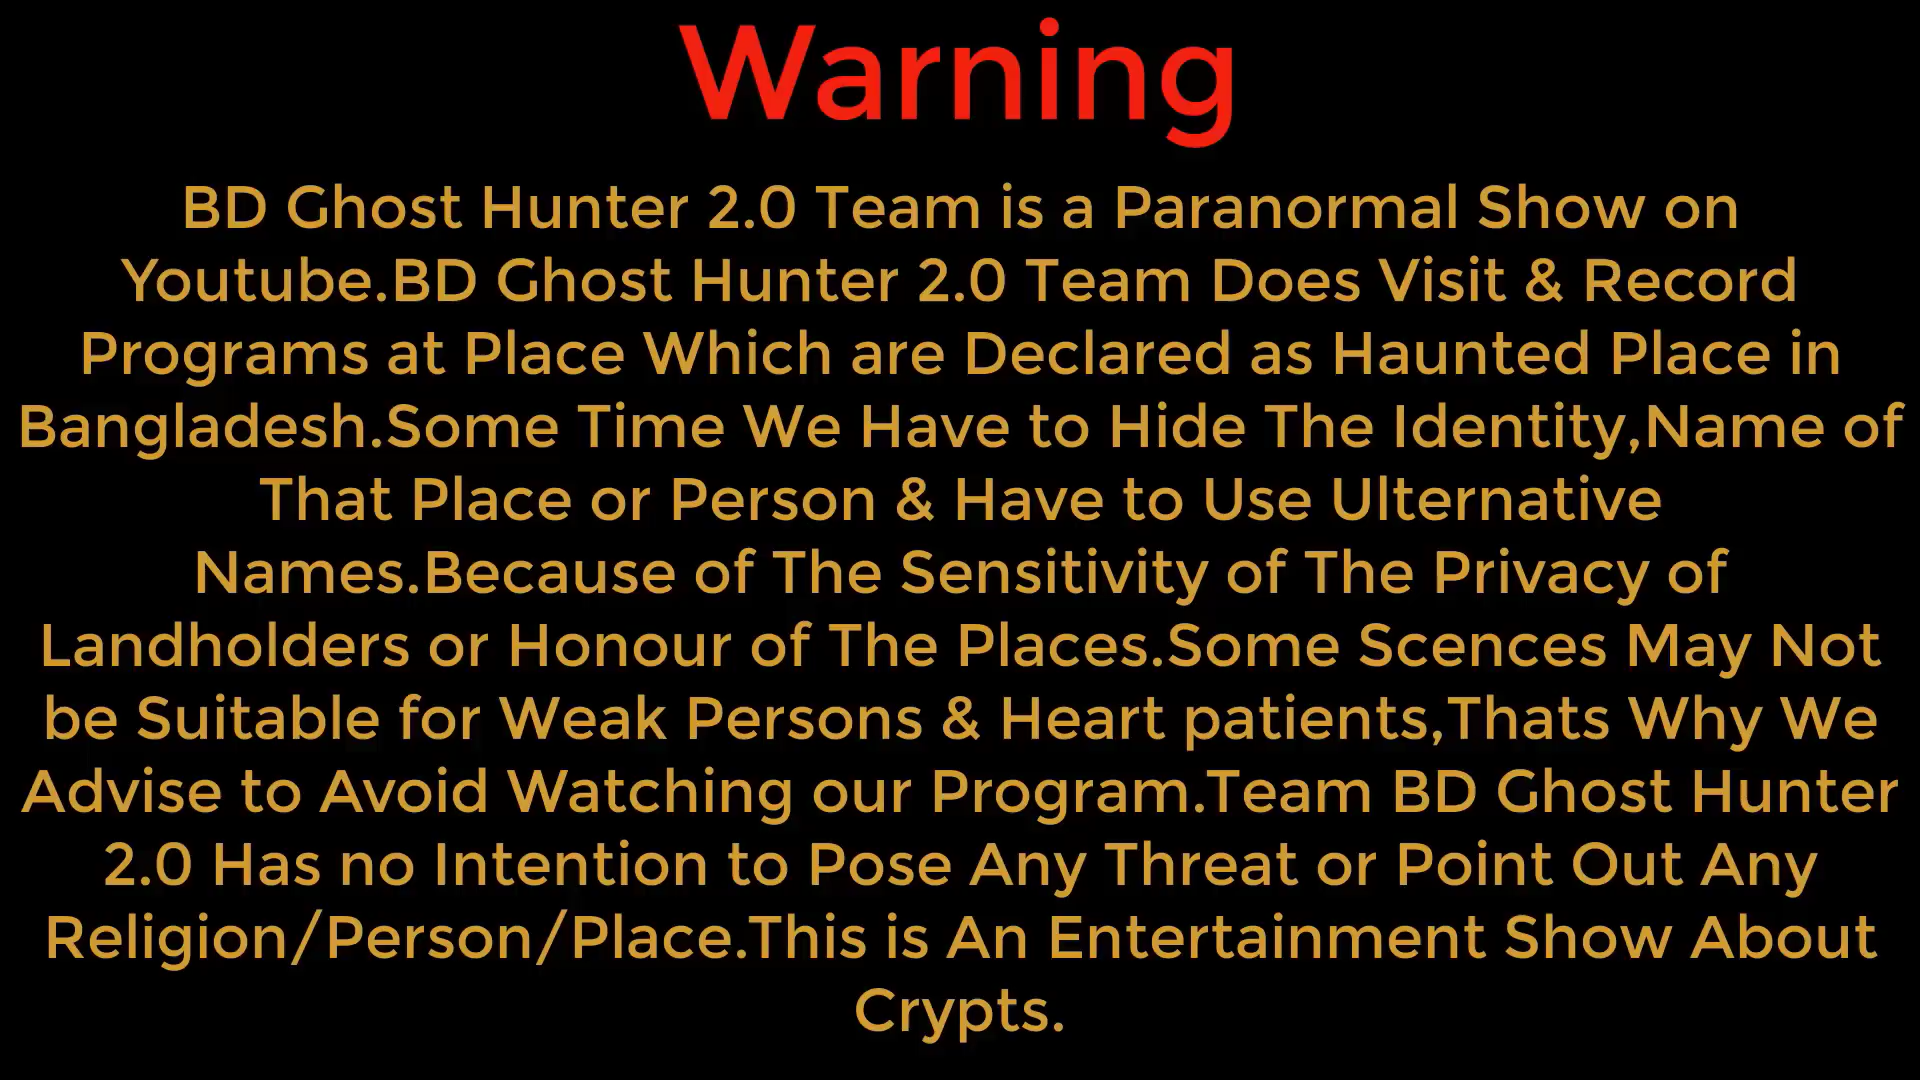 Warning
BD Ghost Hunter 2.0 Team is a Paranormal Show on
Youtube.BD Ghost Hunter 2.0 Team Does Visit & Record
Programs at Place Which are Declared as Haunted Place in
Bangladesh.Some Time We Have to Hide The Identity,Name of
That Place or Person & Have to Use Ulternative
Names.Because of The Sensitivity of The Privacy of
Landholders or Honour of The Places.Some Scences May Not
be Suitable for Weak Persons & Heart patients,Thats Why We
Advise to Avoid Watching our Program.Team BD Ghost Hunter
2.0 Has no Intention to Pose Any Threat or Point Out Any
Religion/Person/Place.This is An Entertainment Show About
Crypts.